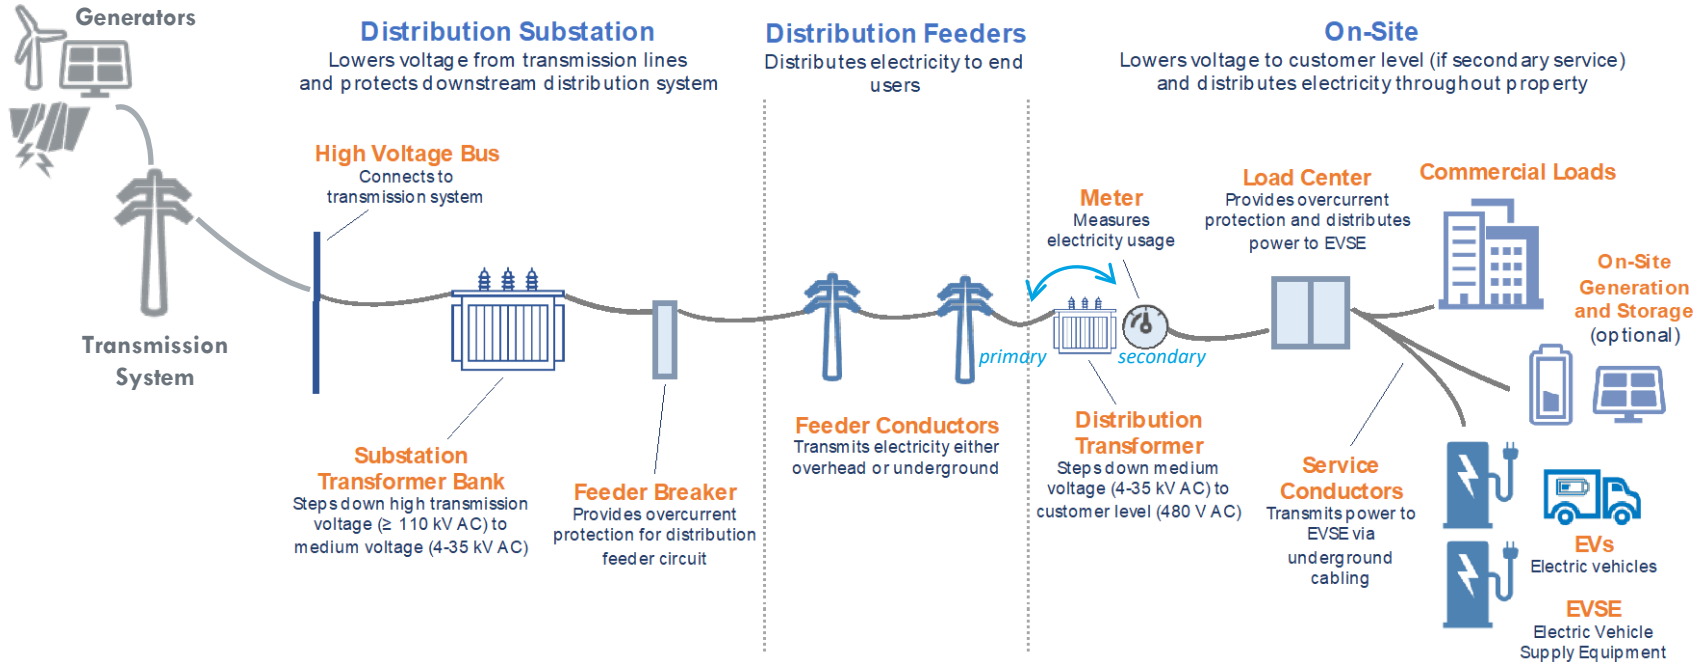 Generators
Transmission
System
Distribution Substation
Lowers voltage from transmission lines
and protects downstream distribution system
High Voltage Bus
Connects to
transmission system
Substation
Transformer Bank
Steps down high transmission
voltage (≥ 110 kV AC) to
medium voltage (4-35 kV AC)
Feeder Breaker
Provides overcurrent
protection for distribution
feeder circuit
Distribution Feeders
Distributes electricity to end
users
Feeder Conductors
Transmits electricity either
overhead or underground
On-Site
Lowers voltage to customer level (if secondary service)
and distributes electricity throughout property
Meter
Measures
electricity usage
primary
secondary
Distribution
Transformer
Steps down medium
voltage (4-35 kV AC) to
customer level (480 V AC)
Load Center
Provides overcurrent
protection and distributes
power to EVSE
Service
Conductors
Transmits power to
EVSE via
underground
cabling
Commercial Loads
On-Site
Generation
and Storage
(optional)
EVs
Electric vehicles
EVSE
Electric Vehicle
Supply Equipment